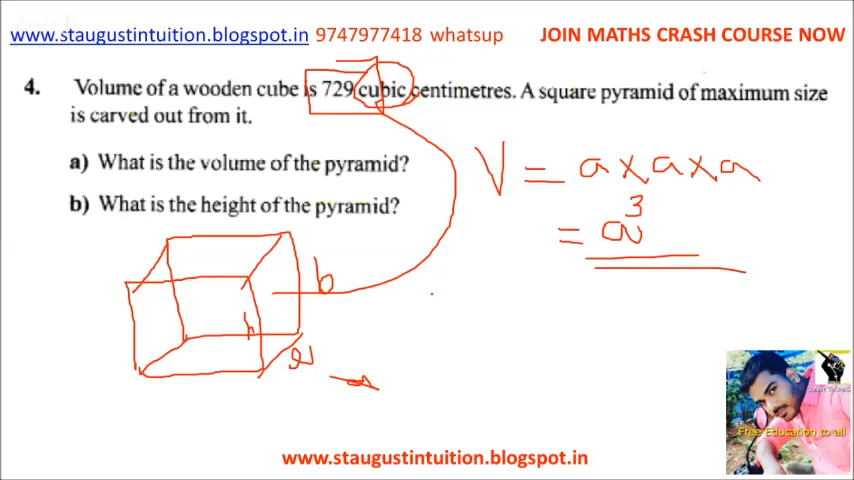 www.staugustintuition.blogspot.in 9747977418 whatsup JOIN MATHS CRASH COURSE NOW
4. Volume of a wooden cube is 729 cubic centimetres. A square pyramid of maximum size
is carved out from it.
a) What is the volume of the pyramid?
b) What is the height of the pyramid?
V = a x a x a
= a³
b
h
Free Education to all
www.staugustintuition.blogspot.in